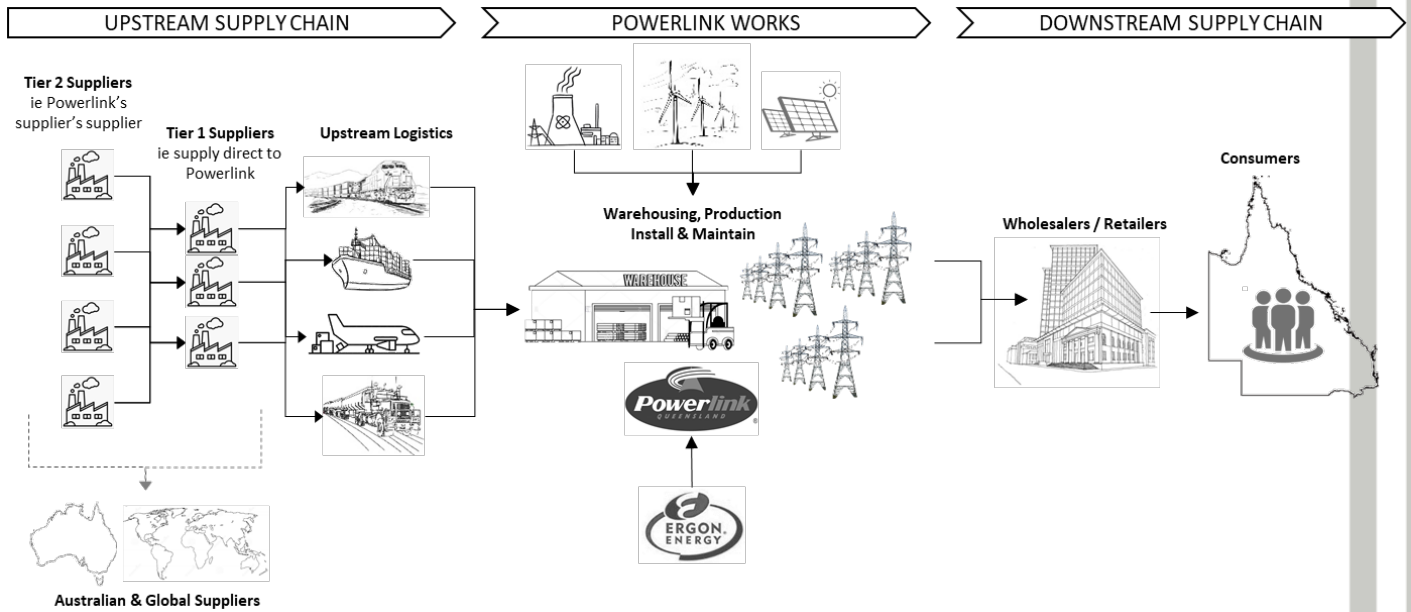 UPSTREAM SUPPLY CHAIN
POWERLINK WORKS
DOWNSTREAM SUPPLY CHAIN
Tier 2 Suppliers
ie Powerlink's
supplier's supplier
Tier 1 Suppliers
ie supply direct to
Powerlink
Upstream Logistics
Warehousing, Production
Install & Maintain
WAREHOUSE
Powerlink
QUEENSLAND
®
ERGON.
ENERGY
Wholesalers / Retailers
Consumers
Australian & Global Suppliers